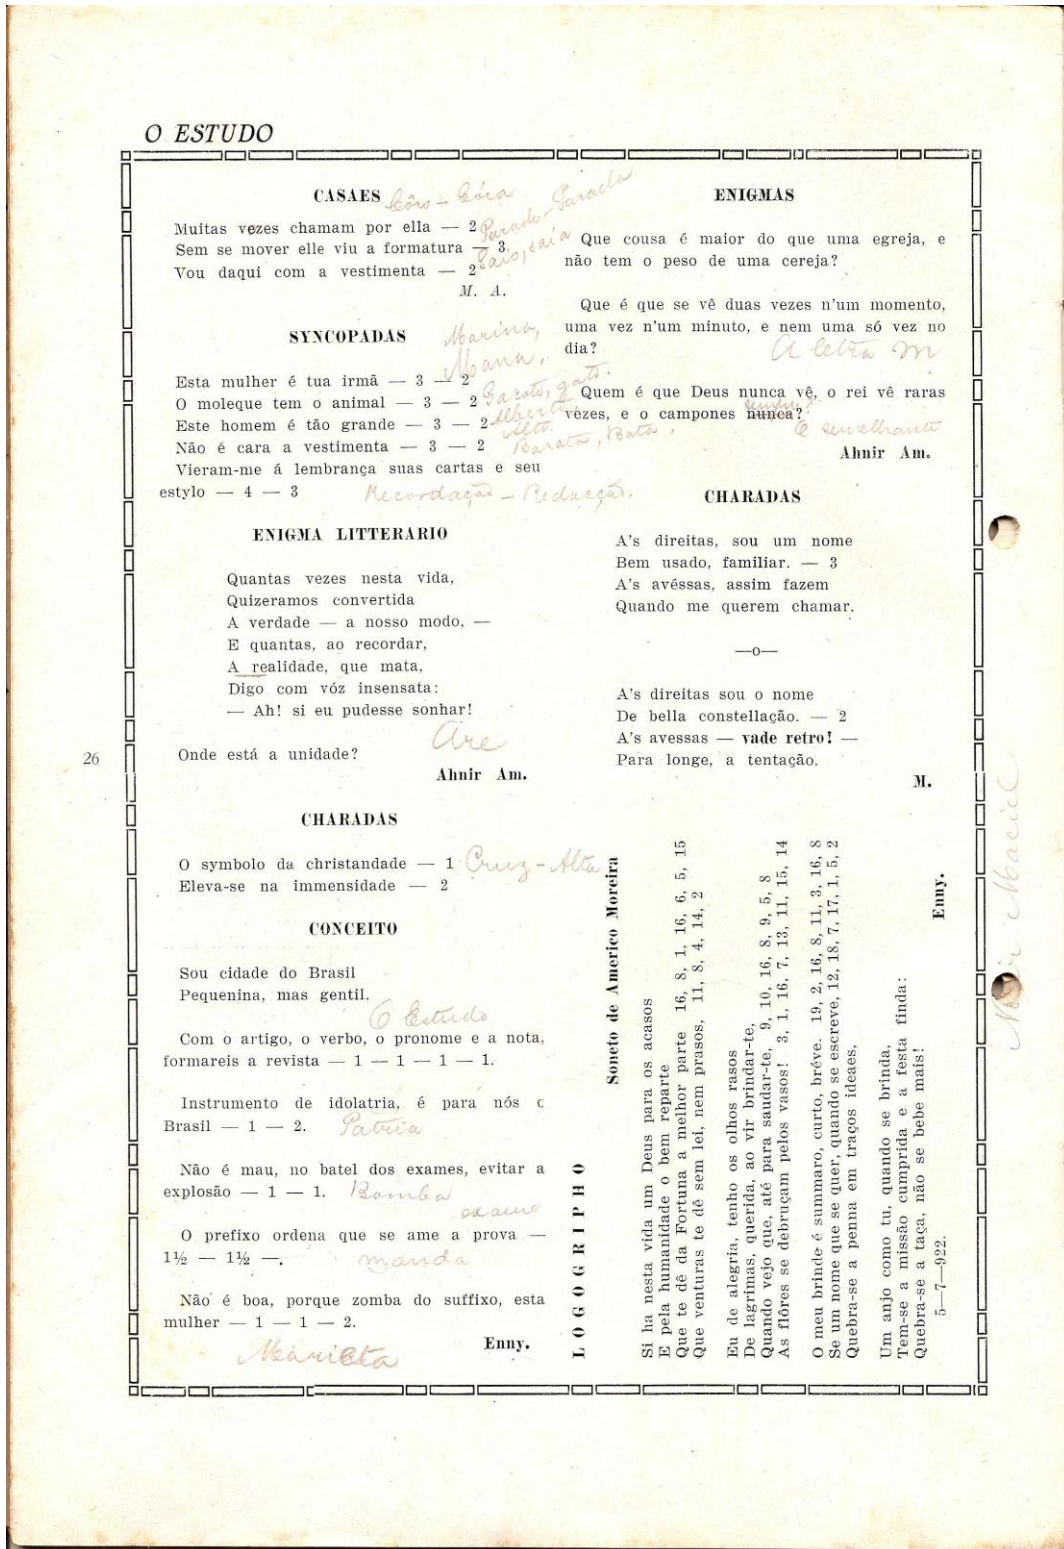 O ESTUDO
CASAES Côro - Córa
Muitas vezes chamam por ella — 2
Sem se mover elle viu a formatura — 3 Parado - Parada
Vou daqui com a vestimenta — 2 Saio, saia
M. A.
SYNCOPADAS
Marina,
Mana.
Esta mulher é tua irmã — 3 — 2
O moleque tem o animal — 3 — 2 Garoto, gato.
Este homem é tão grande — 3 — 2 Alberto, Alto.
Não é cara a vestimenta — 3 — 2 Barata, Bata.
Vieram-me á lembrança suas cartas e seu
estylo — 4 — 3 Recordação - Redacção.
ENIGMA LITTERARIO
Quantas vezes nesta vida,
Quizeramos convertida
A verdade — a nosso modo, —
E quantas, ao recordar,
A realidade, que mata,
Digo com vóz insensata:
— Ah! si eu pudesse sonhar!
Are
Onde está a unidade?
Ahnir Am.
CHARADAS
O symbolo da christandade — 1 Cruz-Alta
Eleva-se na immensidade — 2
CONCEITO
Sou cidade do Brasil
Pequenina, mas gentil.
O Estudo
Com o artigo, o verbo, o pronome e a nota,
formareis a revista — 1 — 1 — 1 — 1.
Instrumento de idolatria, é para nós c
Brasil — 1 — 2. Patria
Não é mau, no batel dos exames, evitar a
explosão — 1 — 1. Bomba
exame
O prefixo ordena que se ame a prova —
1½ — 1½ —. manda
Não é boa, porque zomba do suffixo, esta
mulher — 1 — 1 — 2.
Enny.
Marieta
ENIGMAS
Que cousa é maior do que uma egreja, e
não tem o peso de uma cereja?
Que é que se vê duas vezes n'um momento,
uma vez n'um minuto, e nem uma só vez no
dia? A letra M
Quem é que Deus nunca vê, o rei vê raras
vezes, e o campones nunca? sempre?
O semelhante
Ahnir Am.
CHARADAS
A's direitas, sou um nome
Bem usado, familiar. — 3
A's avéssas, assim fazem
Quando me querem chamar.
—o—
A's direitas sou o nome
De bella constellação. — 2
A's avessas — vade retro! —
Para longe, a tentação.
M.
LOGOGRIPHO
Soneto de Americo Moreira
Si ha nesta vida um Deus para os acasos
E pela humanidade o bem reparte
Que te dê da Fortuna a melhor parte 16, 8, 1, 16, 6, 5, 15
Que venturas te dê sem lei, nem prasos, 11, 8, 4, 14, 2
Eu de alegria, tenho os olhos rasos
De lagrimas, querida, ao vir brindar-te,
Quando vejo que, até para saudar-te, 9, 10, 16, 8, 9, 5, 8
As flôres se debruçam pelos vasos! 3, 1, 16, 7, 13, 11, 15, 14
O meu brinde é summaro, curto, bréve. 19, 2, 16, 8, 11, 3, 16, 8
Se um nome que se quer, quando se escreve, 12, 18, 7, 17, 1, 5, 2
Quebra-se a penna em traços ideaes,
Um anjo como tu, quando se brinda,
Tem-se a missão cumprida e a festa finda:
Quebra-se a taça, não se bebe mais!
5—7—922.
Enny.
26
Maciel